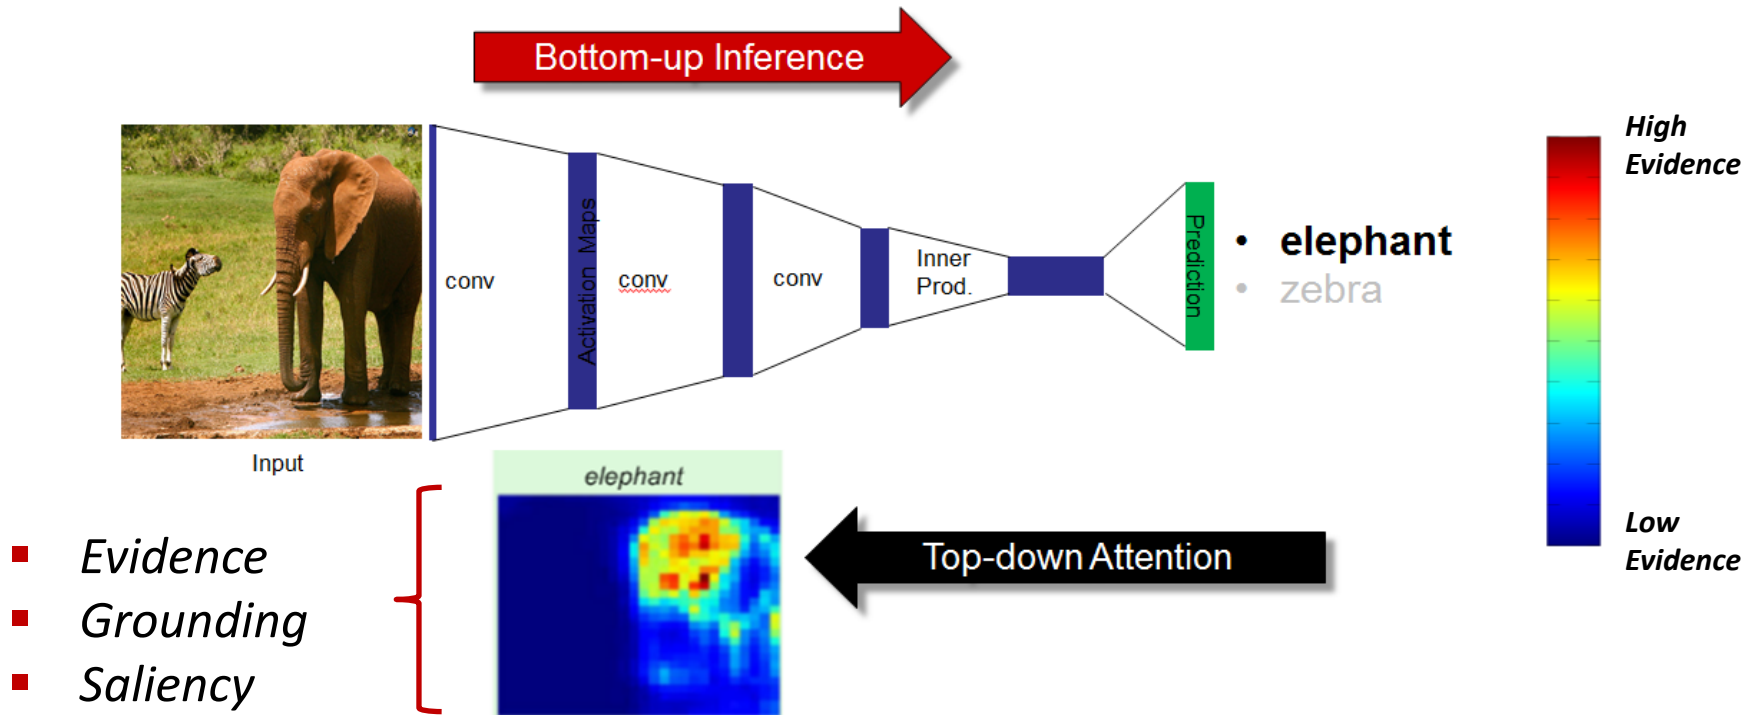 Bottom-up Inference
High
Evidence
conv
Activation Maps
conv
conv
Inner
Prod.
Prediction
• elephant
• zebra
Input
elephant
Top-down Attention
Low
Evidence
▪ Evidence
▪ Grounding
▪ Saliency